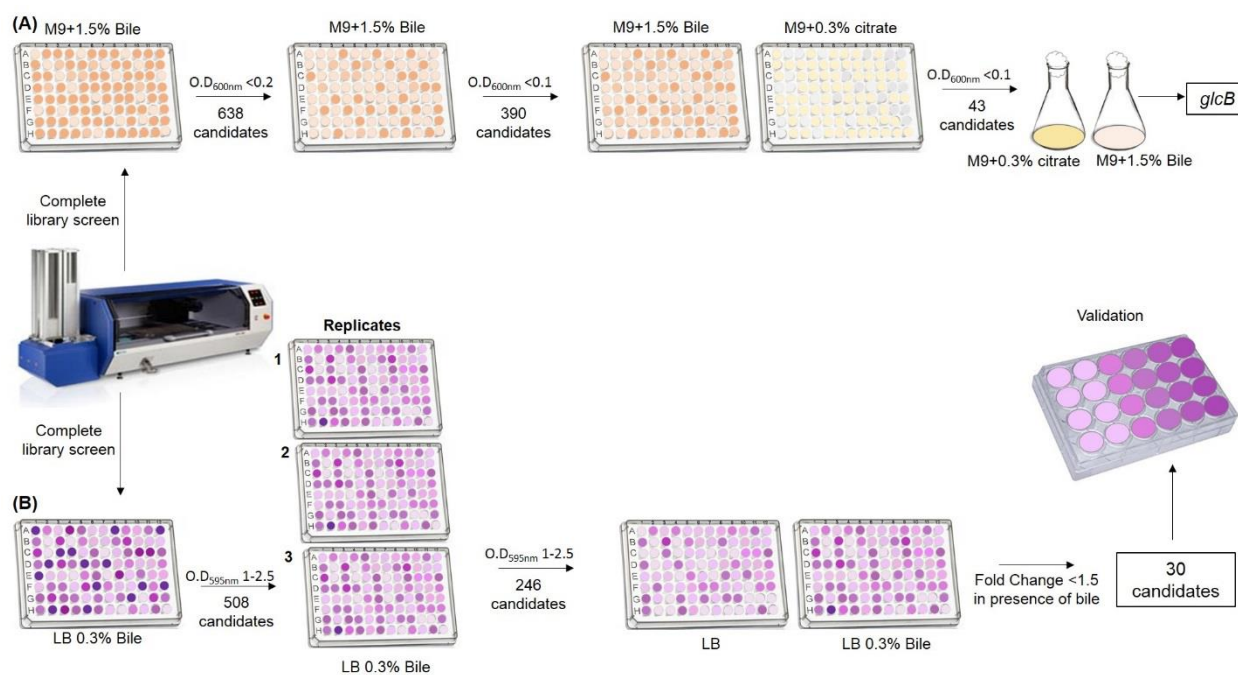 (A)
M9+1.5% Bile
O.D600nm <0.2
638
candidates
M9+1.5% Bile
O.D600nm <0.1
390
candidates
M9+1.5% Bile
M9+0.3% citrate
O.D600nm <0.1
43
candidates
M9+0.3% citrate
M9+1.5% Bile
glcB
A
B
C
D
E
F
G
H
A
B
C
D
E
F
G
H
A
B
C
D
E
F
G
H
A
B
C
D
E
F
G
H
Complete
library screen
Complete
library screen
(B)
A
B
C
D
E
F
G
H
LB 0.3% Bile
O.D595nm 1-2.5
508
candidates
Replicates
1
A
B
C
D
E
F
G
H
2
A
B
C
D
E
F
G
H
3
A
B
C
D
E
F
G
H
LB 0.3% Bile
O.D595nm 1-2.5
246
candidates
A
B
C
D
E
F
G
H
LB
A
B
C
D
E
F
G
H
LB 0.3% Bile
Fold Change <1.5
in presence of bile
30
candidates
Validation